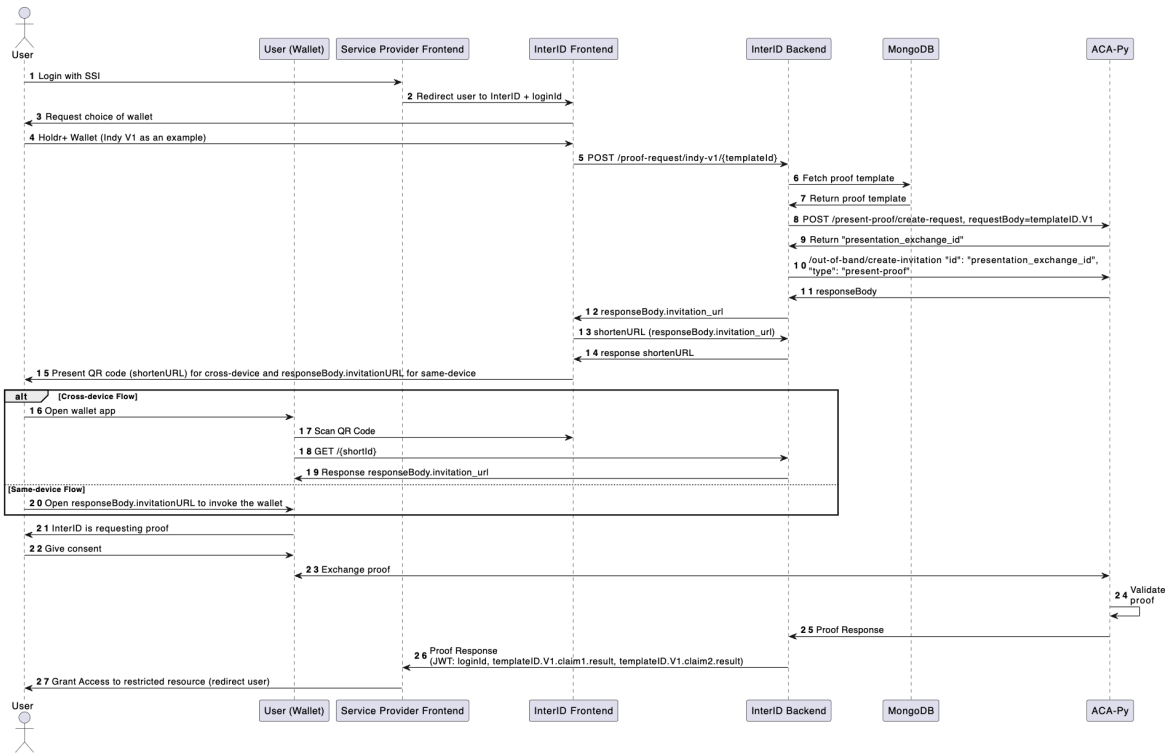 User
User (Wallet)
Service Provider Frontend
InterID Frontend
InterID Backend
MongoDB
ACA-Py
1 Login with SSI
2 Redirect user to InterID + loginId
3 Request choice of wallet
4 Holdr+ Wallet (Indy V1 as an example)
5 POST /proof-request/indy-v1/{templateId}
6 Fetch proof template
7 Return proof template
8 POST /present-proof/create-request, requestBody=templateID.V1
9 Return "presentation_exchange_id"
10 /out-of-band/create-invitation "id": "presentation_exchange_id",
"type": "present-proof"
11 responseBody
12 responseBody.invitation_url
13 shortenURL (responseBody.invitation_url)
14 response shortenURL
15 Present QR code (shortenURL) for cross-device and responseBody.invitationURL for same-device
alt [Cross-device Flow]
16 Open wallet app
17 Scan QR Code
18 GET /{shortId}
19 Response responseBody.invitation_url
[Same-device Flow]
20 Open responseBody.invitationURL to invoke the wallet
21 InterID is requesting proof
22 Give consent
23 Exchange proof
24 Validate
proof
25 Proof Response
26 Proof Response
(JWT: loginId, templateID.V1.claim1.result, templateID.V1.claim2.result)
27 Grant Access to restricted resource (redirect user)
User
User (Wallet)
Service Provider Frontend
InterID Frontend
InterID Backend
MongoDB
ACA-Py